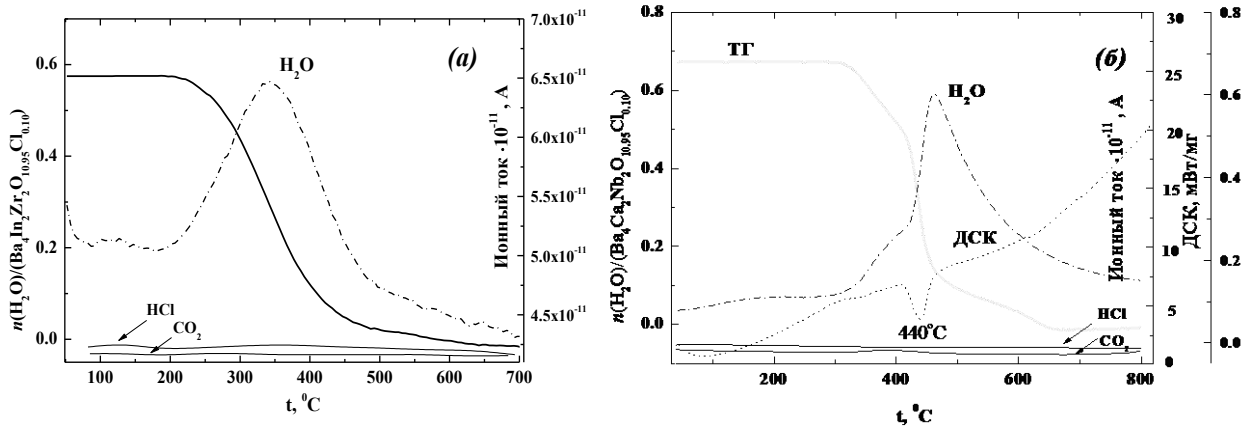 (а)
H₂O
HCl
CO₂
n(H₂O)/(Ba₄In₂Zr₂O₁₀.₉₅Cl₀.₁₀)
0.6
0.4
0.2
0.0
100 200 300 400 500 600 700
t, ⁰C
7.0x10⁻¹¹
6.5x10⁻¹¹
6.0x10⁻¹¹
5.5x10⁻¹¹
5.0x10⁻¹¹
4.5x10⁻¹¹
Ионный ток ·10⁻¹¹ , А
(б)
ТГ
H₂O
ДСК
440°C
HCl
CO₂
n(H₂O)/(Ba₄Ca₂Nb₂O₁₀.₉₅Cl₀.₁₀)
0.8
0.6
0.4
0.2
0.0
200 400 600 800
t, ⁰C
Ионный ток ·10⁻¹¹ , А
30
25
20
15
10
5
0
ДСК, мВт/мг
0.8
0.6
0.4
0.2
0.0